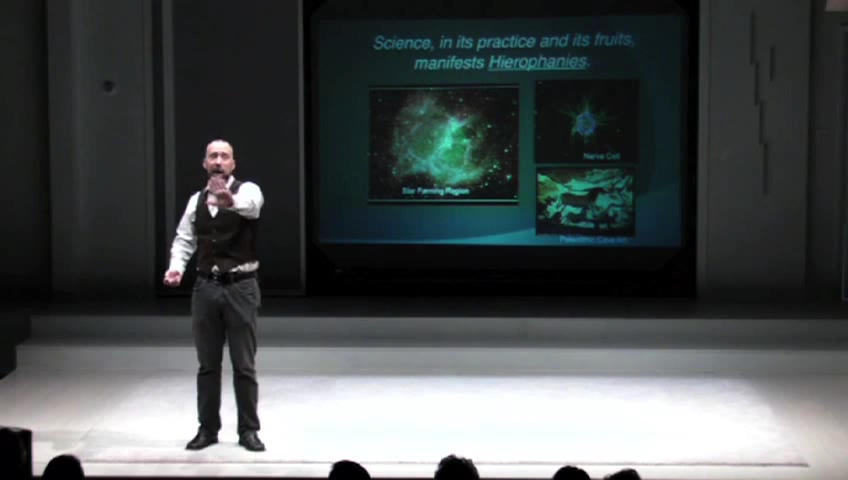 Science, in its practice and its fruits,
manifests Hierophanies.
Star Forming Region
Nerve Cell
Paleolithic Cave Art